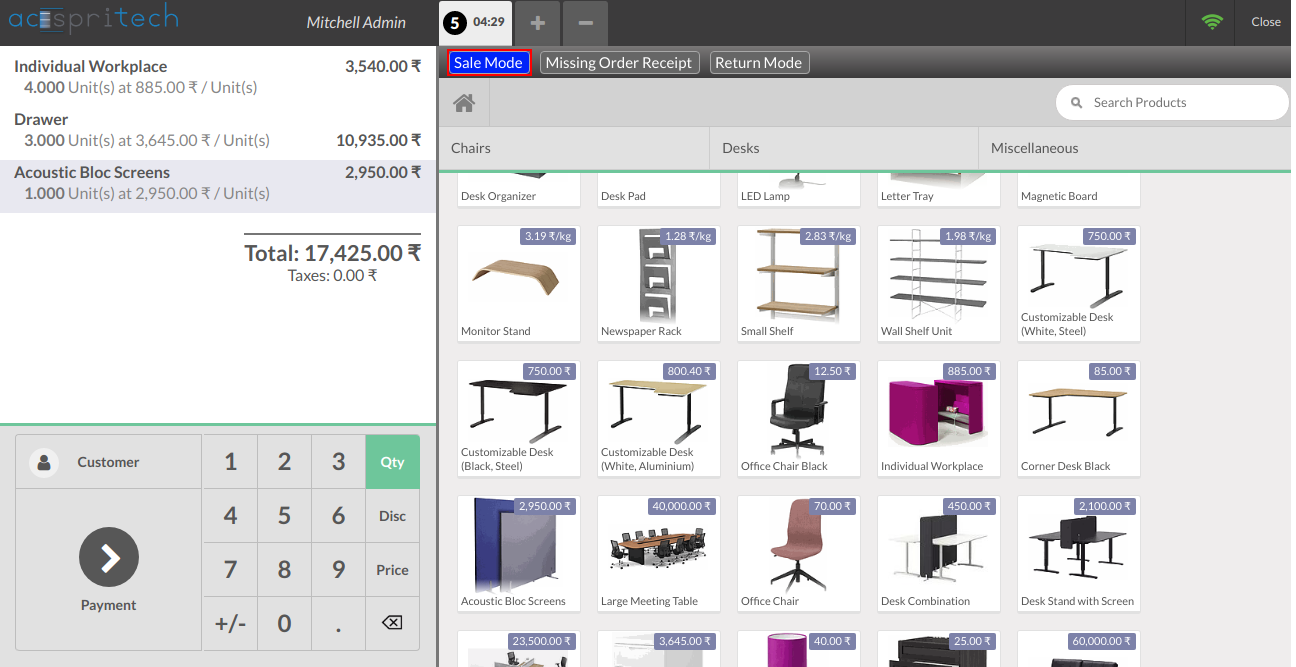 acespritech
Mitchell Admin
5 04:29
Close
Sale Mode
Missing Order Receipt
Return Mode
Individual Workplace 3,540.00 ₹
4.000 Unit(s) at 885.00 ₹ / Unit(s)
Drawer
3.000 Unit(s) at 3,645.00 ₹ / Unit(s) 10,935.00 ₹
Acoustic Bloc Screens 2,950.00 ₹
1.000 Unit(s) at 2,950.00 ₹ / Unit(s)
Total: 17,425.00 ₹
Taxes: 0.00 ₹
Customer
Payment
1 2 3 Qty
4 5 6 Disc
7 8 9 Price
+/- 0 .
Search Products
Chairs
Desks
Miscellaneous
Desk Organizer
Desk Pad
LED Lamp
Letter Tray
Magnetic Board
3.19 ₹/kg
Monitor Stand
1.28 ₹/kg
Newspaper Rack
2.83 ₹/kg
Small Shelf
1.98 ₹/kg
Wall Shelf Unit
750.00 ₹
Customizable Desk
(White, Steel)
750.00 ₹
Customizable Desk
(Black, Steel)
800.40 ₹
Customizable Desk
(White, Aluminium)
12.50 ₹
Office Chair Black
885.00 ₹
Individual Workplace
85.00 ₹
Corner Desk Black
2,950.00 ₹
Acoustic Bloc Screens
40,000.00 ₹
Large Meeting Table
70.00 ₹
Office Chair
450.00 ₹
Desk Combination
2,100.00 ₹
Desk Stand with Screen
23,500.00 ₹
3,645.00 ₹
40.00 ₹
25.00 ₹
60,000.00 ₹